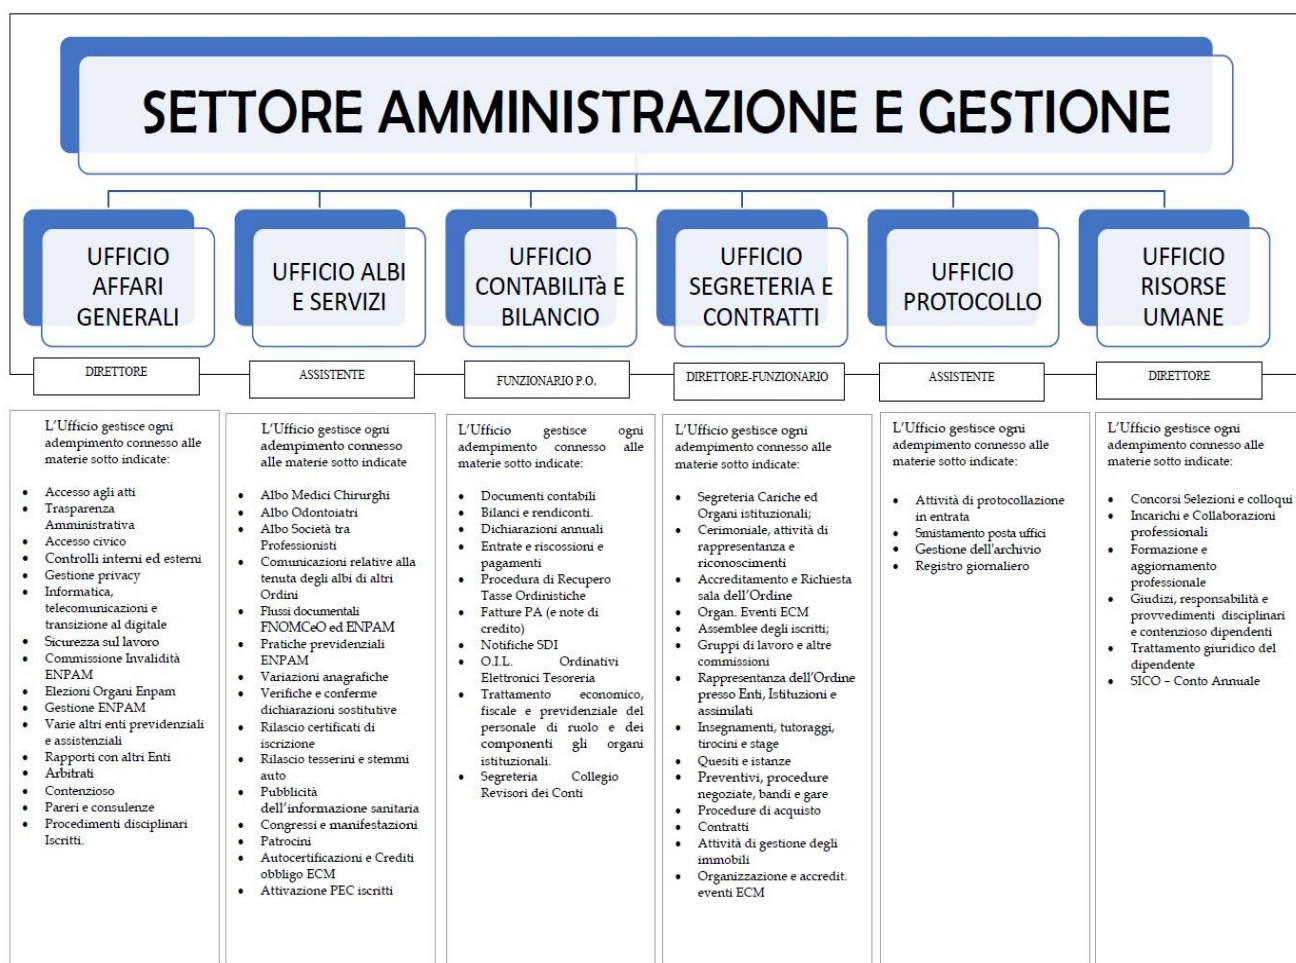 SETTORE AMMINISTRAZIONE E GESTIONE
UFFICIO
AFFARI
GENERALI
UFFICIO ALBI
E SERVIZI
UFFICIO
CONTABILITà E
BILANCIO
UFFICIO
SEGRETERIA E
CONTRATTI
UFFICIO
PROTOCOLLO
UFFICIO
RISORSE
UMANE
DIRETTORE
ASSISTENTE
FUNZIONARIO P.O.
DIRETTORE-FUNZIONARIO
ASSISTENTE
DIRETTORE
L'Ufficio gestisce ogni
adempimento connesso alle
materie sotto indicate:
• Accesso agli atti
• Trasparenza
Amministrativa
• Accesso civico
• Controlli interni ed esterni
• Gestione privacy
• Informatica,
telecomunicazioni e
transizione al digitale
• Sicurezza sul lavoro
• Commissione Invalidità
ENPAM
• Elezioni Organi Enpam
• Gestione ENPAM
• Varie altri enti previdenziali
e assistenziali
• Rapporti con altri Enti
• Arbitrati
• Contenzioso
• Pareri e consulenze
• Procedimenti disciplinari
Iscritti.
L'Ufficio gestisce ogni
adempimento connesso
alle materie sotto indicate
• Albo Medici Chirurghi
• Albo Odontoiatri
• Albo Società tra
Professionisti
• Comunicazioni relative alla
tenuta degli albi di altri
Ordini
• Flussi documentali
FNOMCeO ed ENPAM
• Pratiche previdenziali
ENPAM
• Variazioni anagrafiche
• Verifiche e conferme
dichiarazioni sostitutive
• Rilascio certificati di
iscrizione
• Rilascio tesserini e stemmi
auto
• Pubblicità
dell'informazione sanitaria
• Congressi e manifestazioni
• Patrocini
• Autocertificazioni e Crediti
obbligo ECM
• Attivazione PEC iscritti
L'Ufficio gestisce ogni
adempimento connesso alle
materie sotto indicate:
• Documenti contabili
• Bilanci e rendiconti.
• Dichiarazioni annuali
• Entrate e riscossioni e
pagamenti
• Procedura di Recupero
Tasse Ordinistiche
• Fatture PA (e note di
credito)
• Notifiche SDI
• O.I.L. Ordinativi
Elettronici Tesoreria
• Trattamento economico,
fiscale e previdenziale del
personale di ruolo e dei
componenti gli organi
istituzionali.
• Segreteria Collegio
Revisori dei Conti
L'Ufficio gestisce ogni
adempimento connesso alle
materie sotto indicate:
• Segreteria Cariche ed
Organi istituzionali;
• Cerimoniale, attività di
rappresentanza e
riconoscimenti
• Accreditamento e Richiesta
sala dell'Ordine
• Organ. Eventi ECM
• Assemblee degli iscritti;
• Gruppi di lavoro e altre
commissioni
• Rappresentanza dell'Ordine
presso Enti, Istituzioni e
assimilati
• Insegnamenti, tutoraggi,
tirocini e stage
• Quesiti e istanze
• Preventivi, procedure
negoziate, bandi e gare
• Procedure di acquisto
• Contratti
• Attività di gestione degli
immobili
• Organizzazione e accredit.
eventi ECM
L'Ufficio gestisce ogni
adempimento connesso alle
materie sotto indicate:
• Attività di protocollazione
in entrata
• Smistamento posta uffici
• Gestione dell'archivio
• Registro giornaliero
L'Ufficio gestisce ogni
adempimento connesso alle
materie sotto indicate:
• Concorsi Selezioni e colloqui
• Incarichi e Collaborazioni
professionali
• Formazione e
aggiornamento
professionale
• Giudizi, responsabilità e
provvedimenti disciplinari
e contenzioso dipendenti
• Trattamento giuridico del
dipendente
• SICO – Conto Annuale